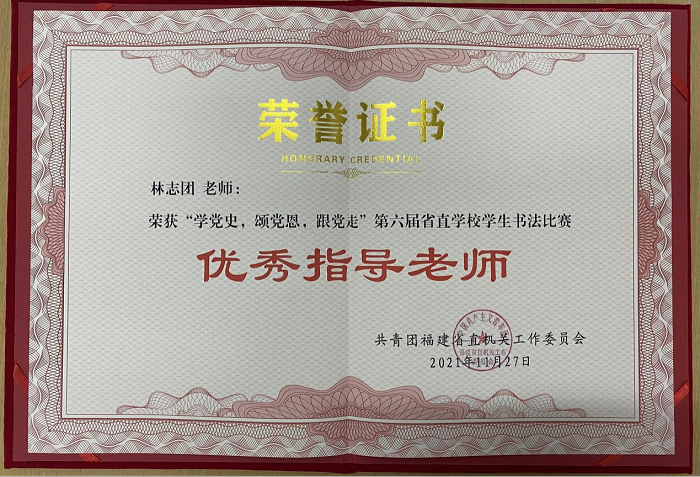 荣誉证书
HONORARY CREDENTIAL
林志团 老师：
荣获“学党史，颂党恩，跟党走”第六届省直学校学生书法比赛
优秀指导老师
共青团福建省直机关工作委员会
2021年11月27日